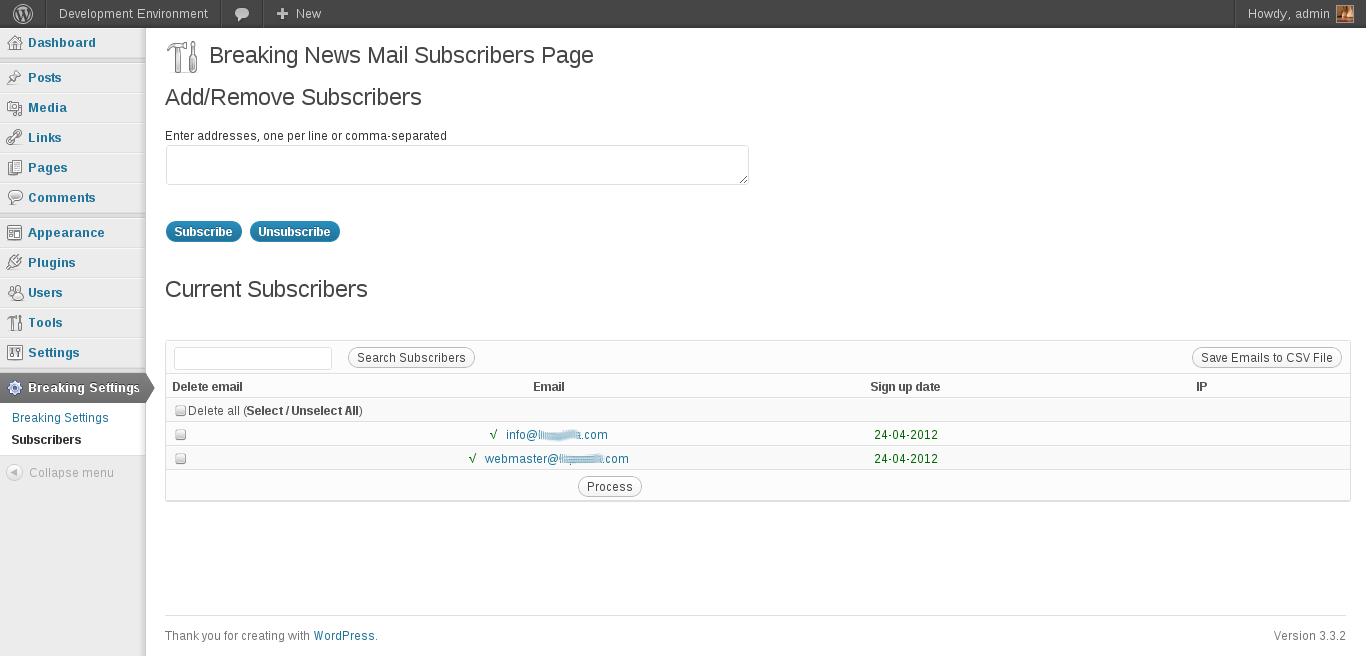 Development Environment New Howdy, admin
Dashboard
Posts
Media
Links
Pages
Comments
Appearance
Plugins
Users
Tools
Settings
Breaking Settings
Breaking Settings
Subscribers
Collapse menu
Breaking News Mail Subscribers Page
Add/Remove Subscribers
Enter addresses, one per line or comma-separated
Subscribe Unsubscribe
Current Subscribers
Search Subscribers Save Emails to CSV File
Delete email Email Sign up date IP
Delete all (Select / Unselect All)
√ info@ .com 24-04-2012
√ webmaster@ .com 24-04-2012
Process
Thank you for creating with WordPress. Version 3.3.2